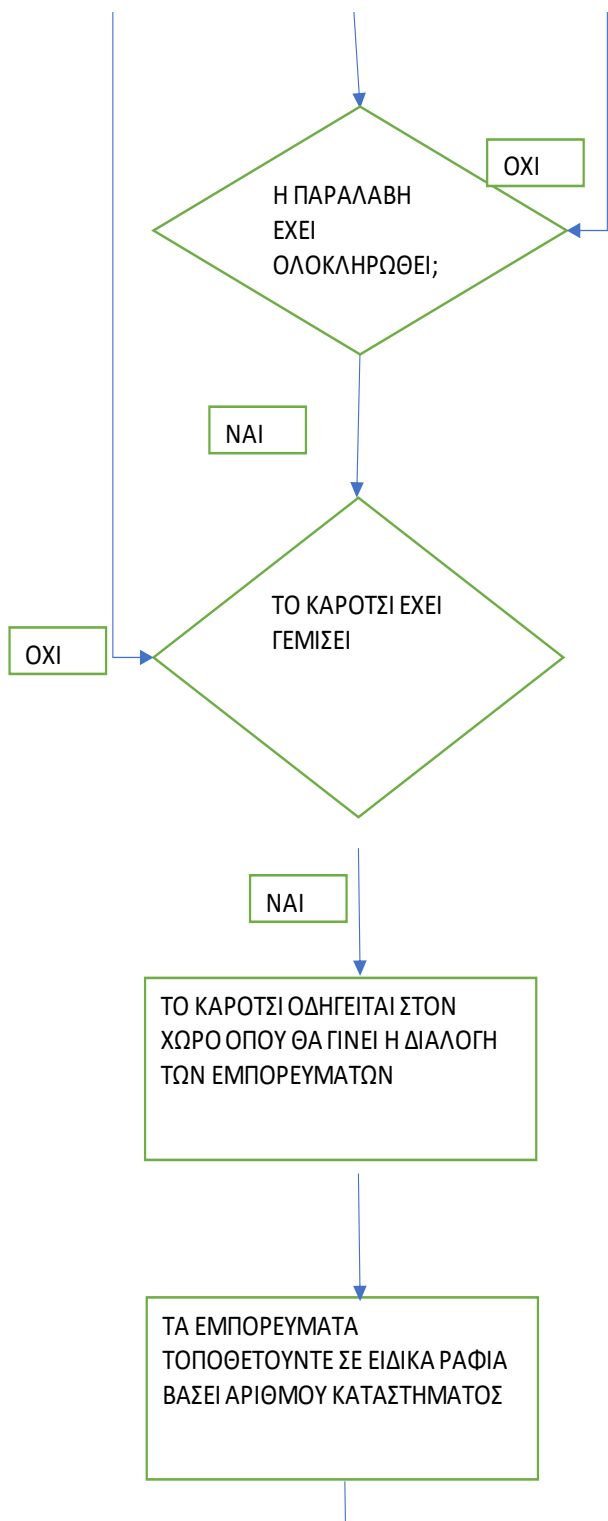 ΟΧΙ
Η ΠΑΡΑΛΑΒΗ
ΕΧΕΙ
ΟΛΟΚΛΗΡΩΘΕΙ;
ΝΑΙ
ΤΟ ΚΑΡΟΤΣΙ ΕΧΕΙ
ΓΕΜΙΣΕΙ
ΟΧΙ
ΝΑΙ
ΤΟ ΚΑΡΟΤΣΙ ΟΔΗΓΕΙΤΑΙ ΣΤΟΝ
ΧΩΡΟ ΟΠΟΥ ΘΑ ΓΙΝΕΙ Η ΔΙΑΛΟΓΗ
ΤΩΝ ΕΜΠΟΡΕΥΜΑΤΩΝ
ΤΑ ΕΜΠΟΡΕΥΜΑΤΑ
ΤΟΠΟΘΕΤΟΥΝΤΕ ΣΕ ΕΙΔΙΚΑ ΡΑΦΙΑ
ΒΑΣΕΙ ΑΡΙΘΜΟΥ ΚΑΤΑΣΤΗΜΑΤΟΣ